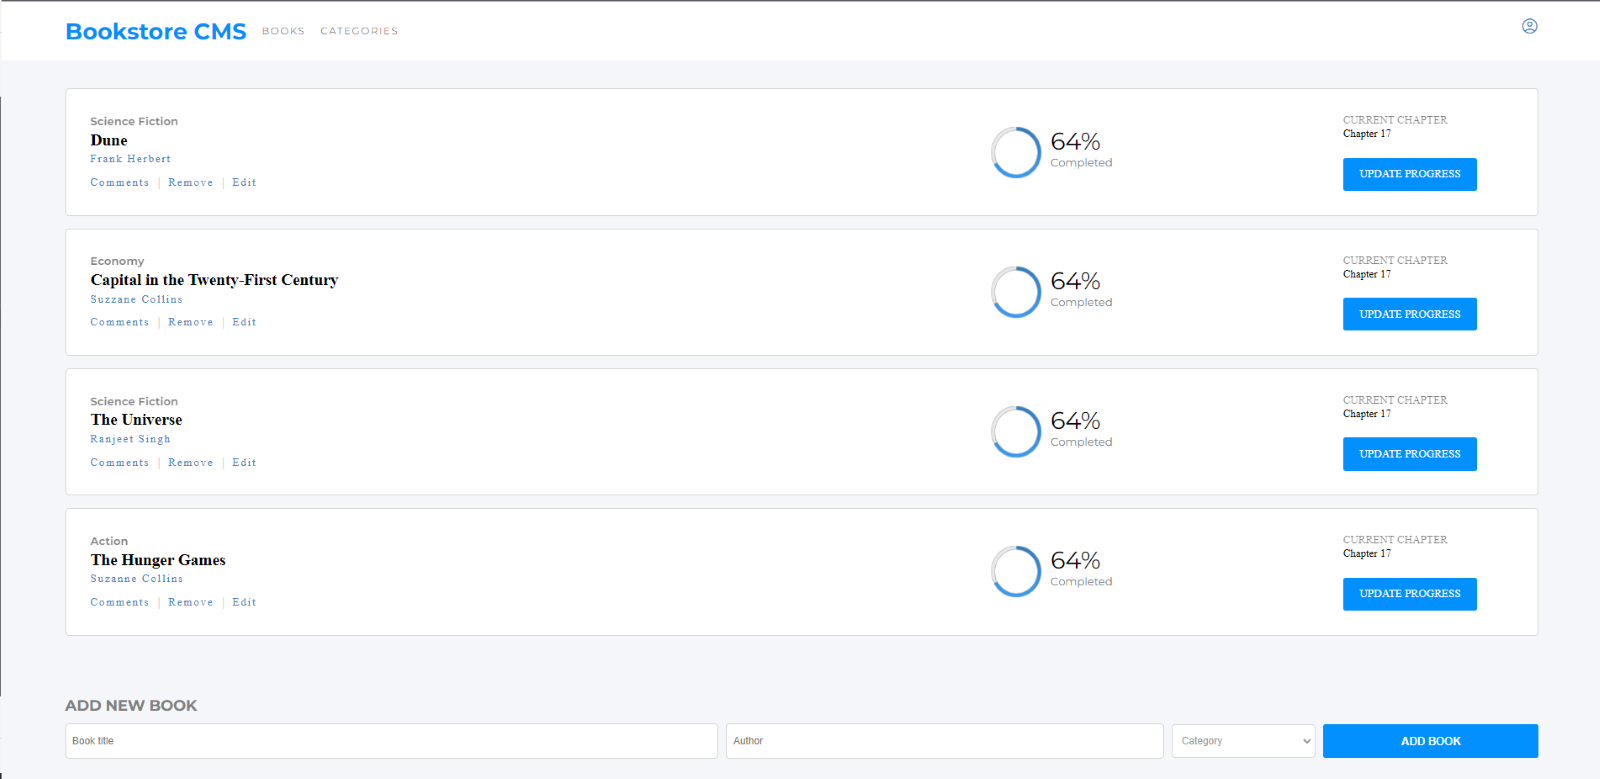 Bookstore CMS BOOKS CATEGORIES
Science Fiction
Dune
Frank Herbert
Comments | Remove | Edit
64%
Completed
CURRENT CHAPTER
Chapter 17
UPDATE PROGRESS
Economy
Capital in the Twenty-First Century
Suzzane Collins
Comments | Remove | Edit
64%
Completed
CURRENT CHAPTER
Chapter 17
UPDATE PROGRESS
Science Fiction
The Universe
Ranjeet Singh
Comments | Remove | Edit
64%
Completed
CURRENT CHAPTER
Chapter 17
UPDATE PROGRESS
Action
The Hunger Games
Suzanne Collins
Comments | Remove | Edit
64%
Completed
CURRENT CHAPTER
Chapter 17
UPDATE PROGRESS
ADD NEW BOOK
Book title Author Category ADD BOOK